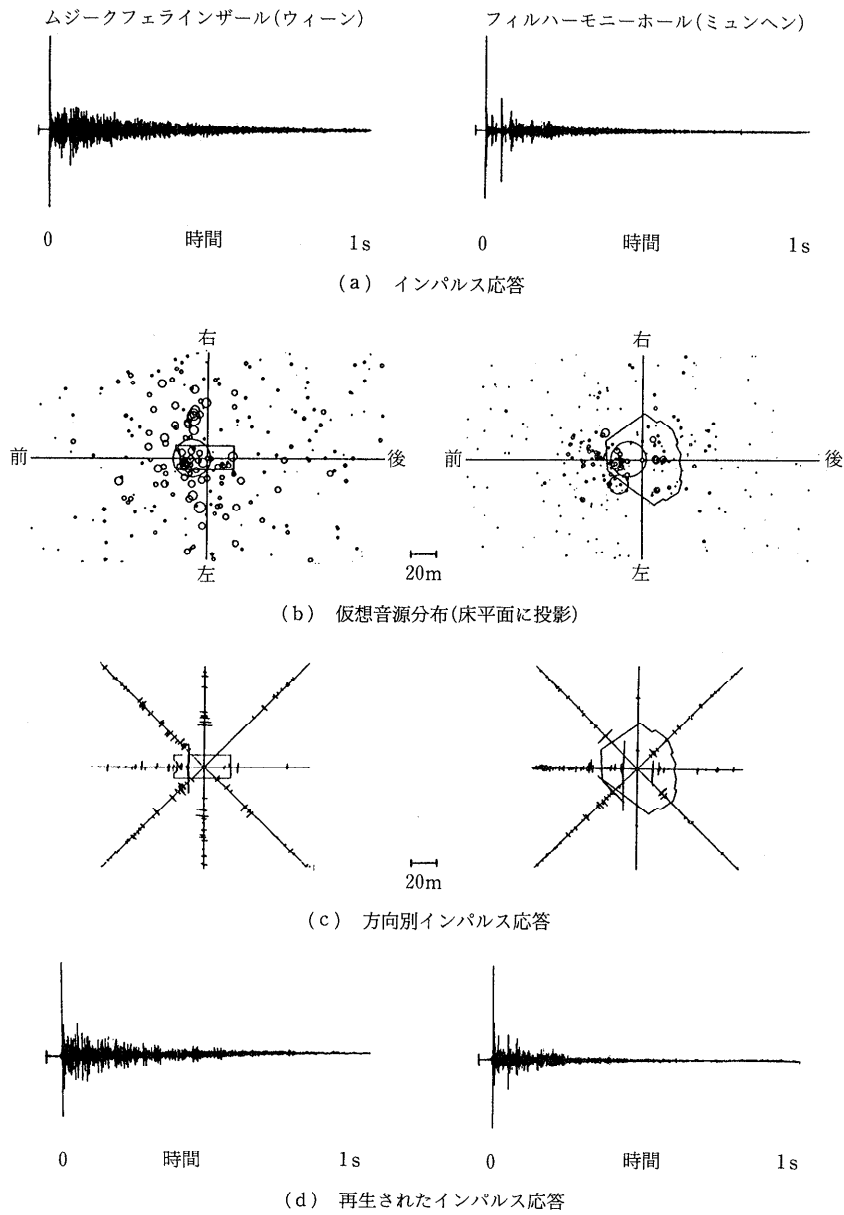 ムジークフェラインザール(ウィーン)
フィルハーモニーホール(ミュンヘン)
0 時間 1s
0 時間 1s
(a) インパルス応答
右
前 後
左
右
前 後
左
20m
(b) 仮想音源分布(床平面に投影)
20m
(c) 方向別インパルス応答
0 時間 1s
0 時間 1s
(d) 再生されたインパルス応答